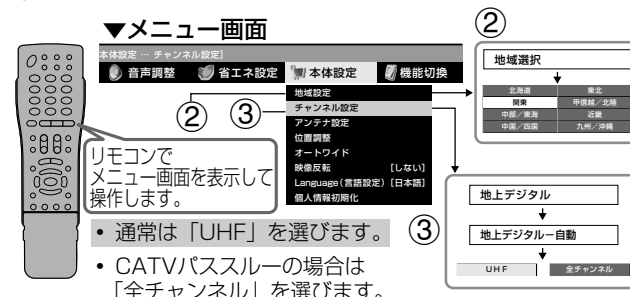 ▼メニュー画面
本体設定 … チャンネル設定]
音声調整
省エネ設定
本体設定
機能切換
地域設定
チャンネル設定
アンテナ設定
位置調整
オートワイド
映像反転 [しない]
Language(言語設定) [日本語]
個人情報初期化
②
③
リモコンで
メニュー画面を表示して
操作します。
• 通常は「UHF」を選びます。
• CATVパススルーの場合は
「全チャンネル」を選びます。
②
地域選択
北海道 東北
関東 甲信越／北陸
中部／東海 近畿
中国／四国 九州／沖縄
③
地上デジタル
地上デジタルー自動
UHF 全チャンネル